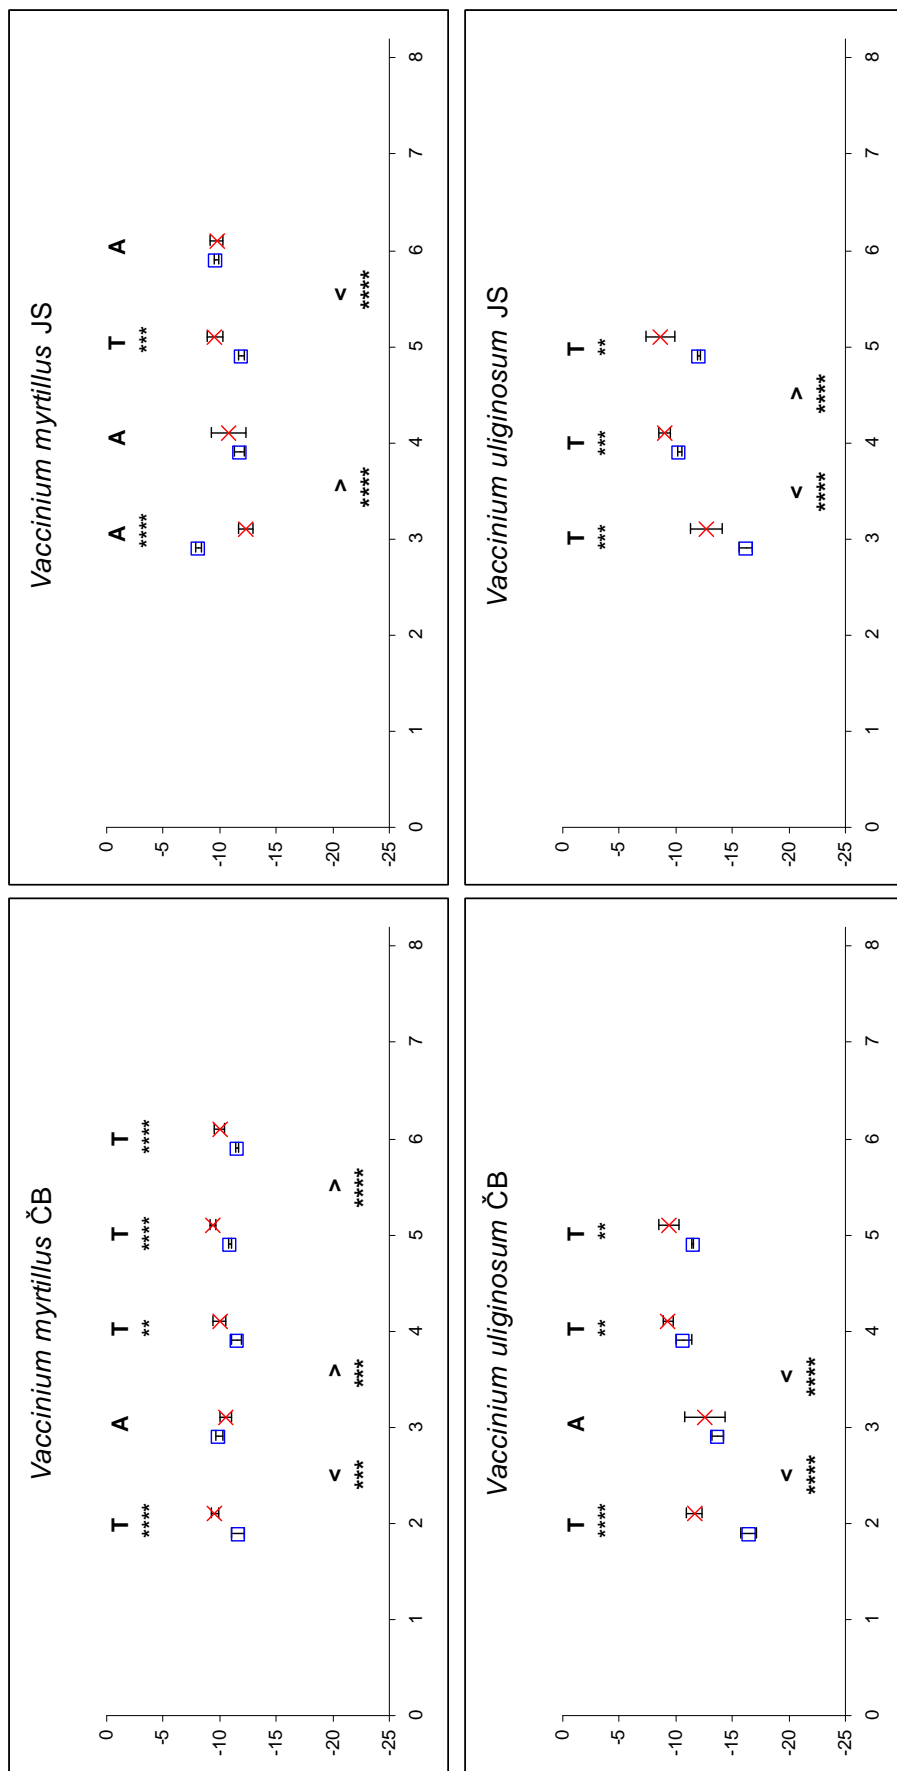 Vaccinium myrtillus ČB
T A T T T
**** ** **** ****
0
-5
-10
-15
-20
-25
< > >
*** *** ****
0 1 2 3 4 5 6 7 8
Vaccinium myrtillus JS
A A T A
**** ***
0
-5
-10
-15
-20
-25
> <
**** ****
0 1 2 3 4 5 6 7 8
Vaccinium uliginosum ČB
T A T T
**** ** **
0
-5
-10
-15
-20
-25
< <
**** ****
0 1 2 3 4 5 6 7 8
Vaccinium uliginosum JS
T T T
*** *** **
0
-5
-10
-15
-20
-25
< >
**** ****
0 1 2 3 4 5 6 7 8